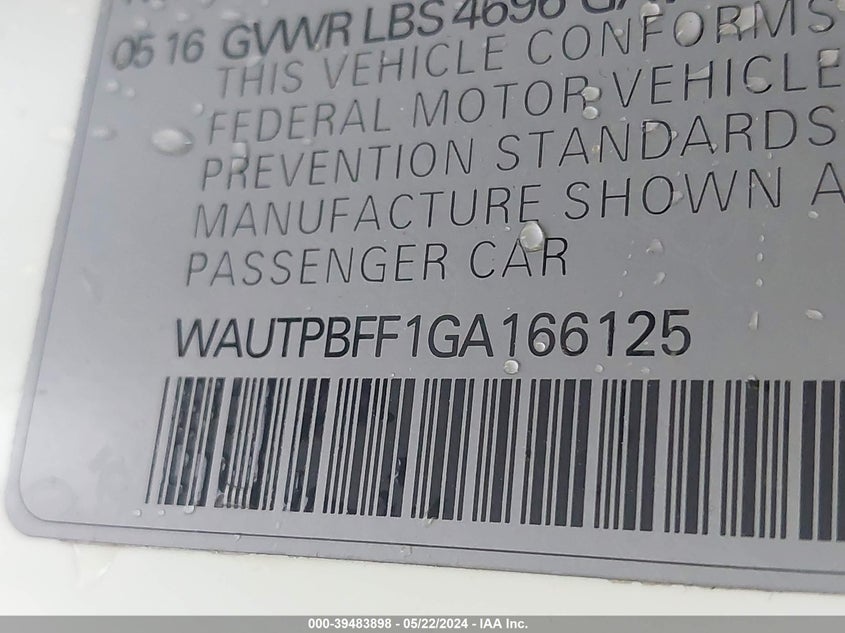 05 16 GVWR LBS 4696
THIS VEHICLE CONFORMS
FEDERAL MOTOR VEHICLE
PREVENTION STANDARDS
MANUFACTURE SHOWN A
PASSENGER CAR
WAUTPBFF1GA166125
000-39483898 - 05/22/2024 - IAA Inc.